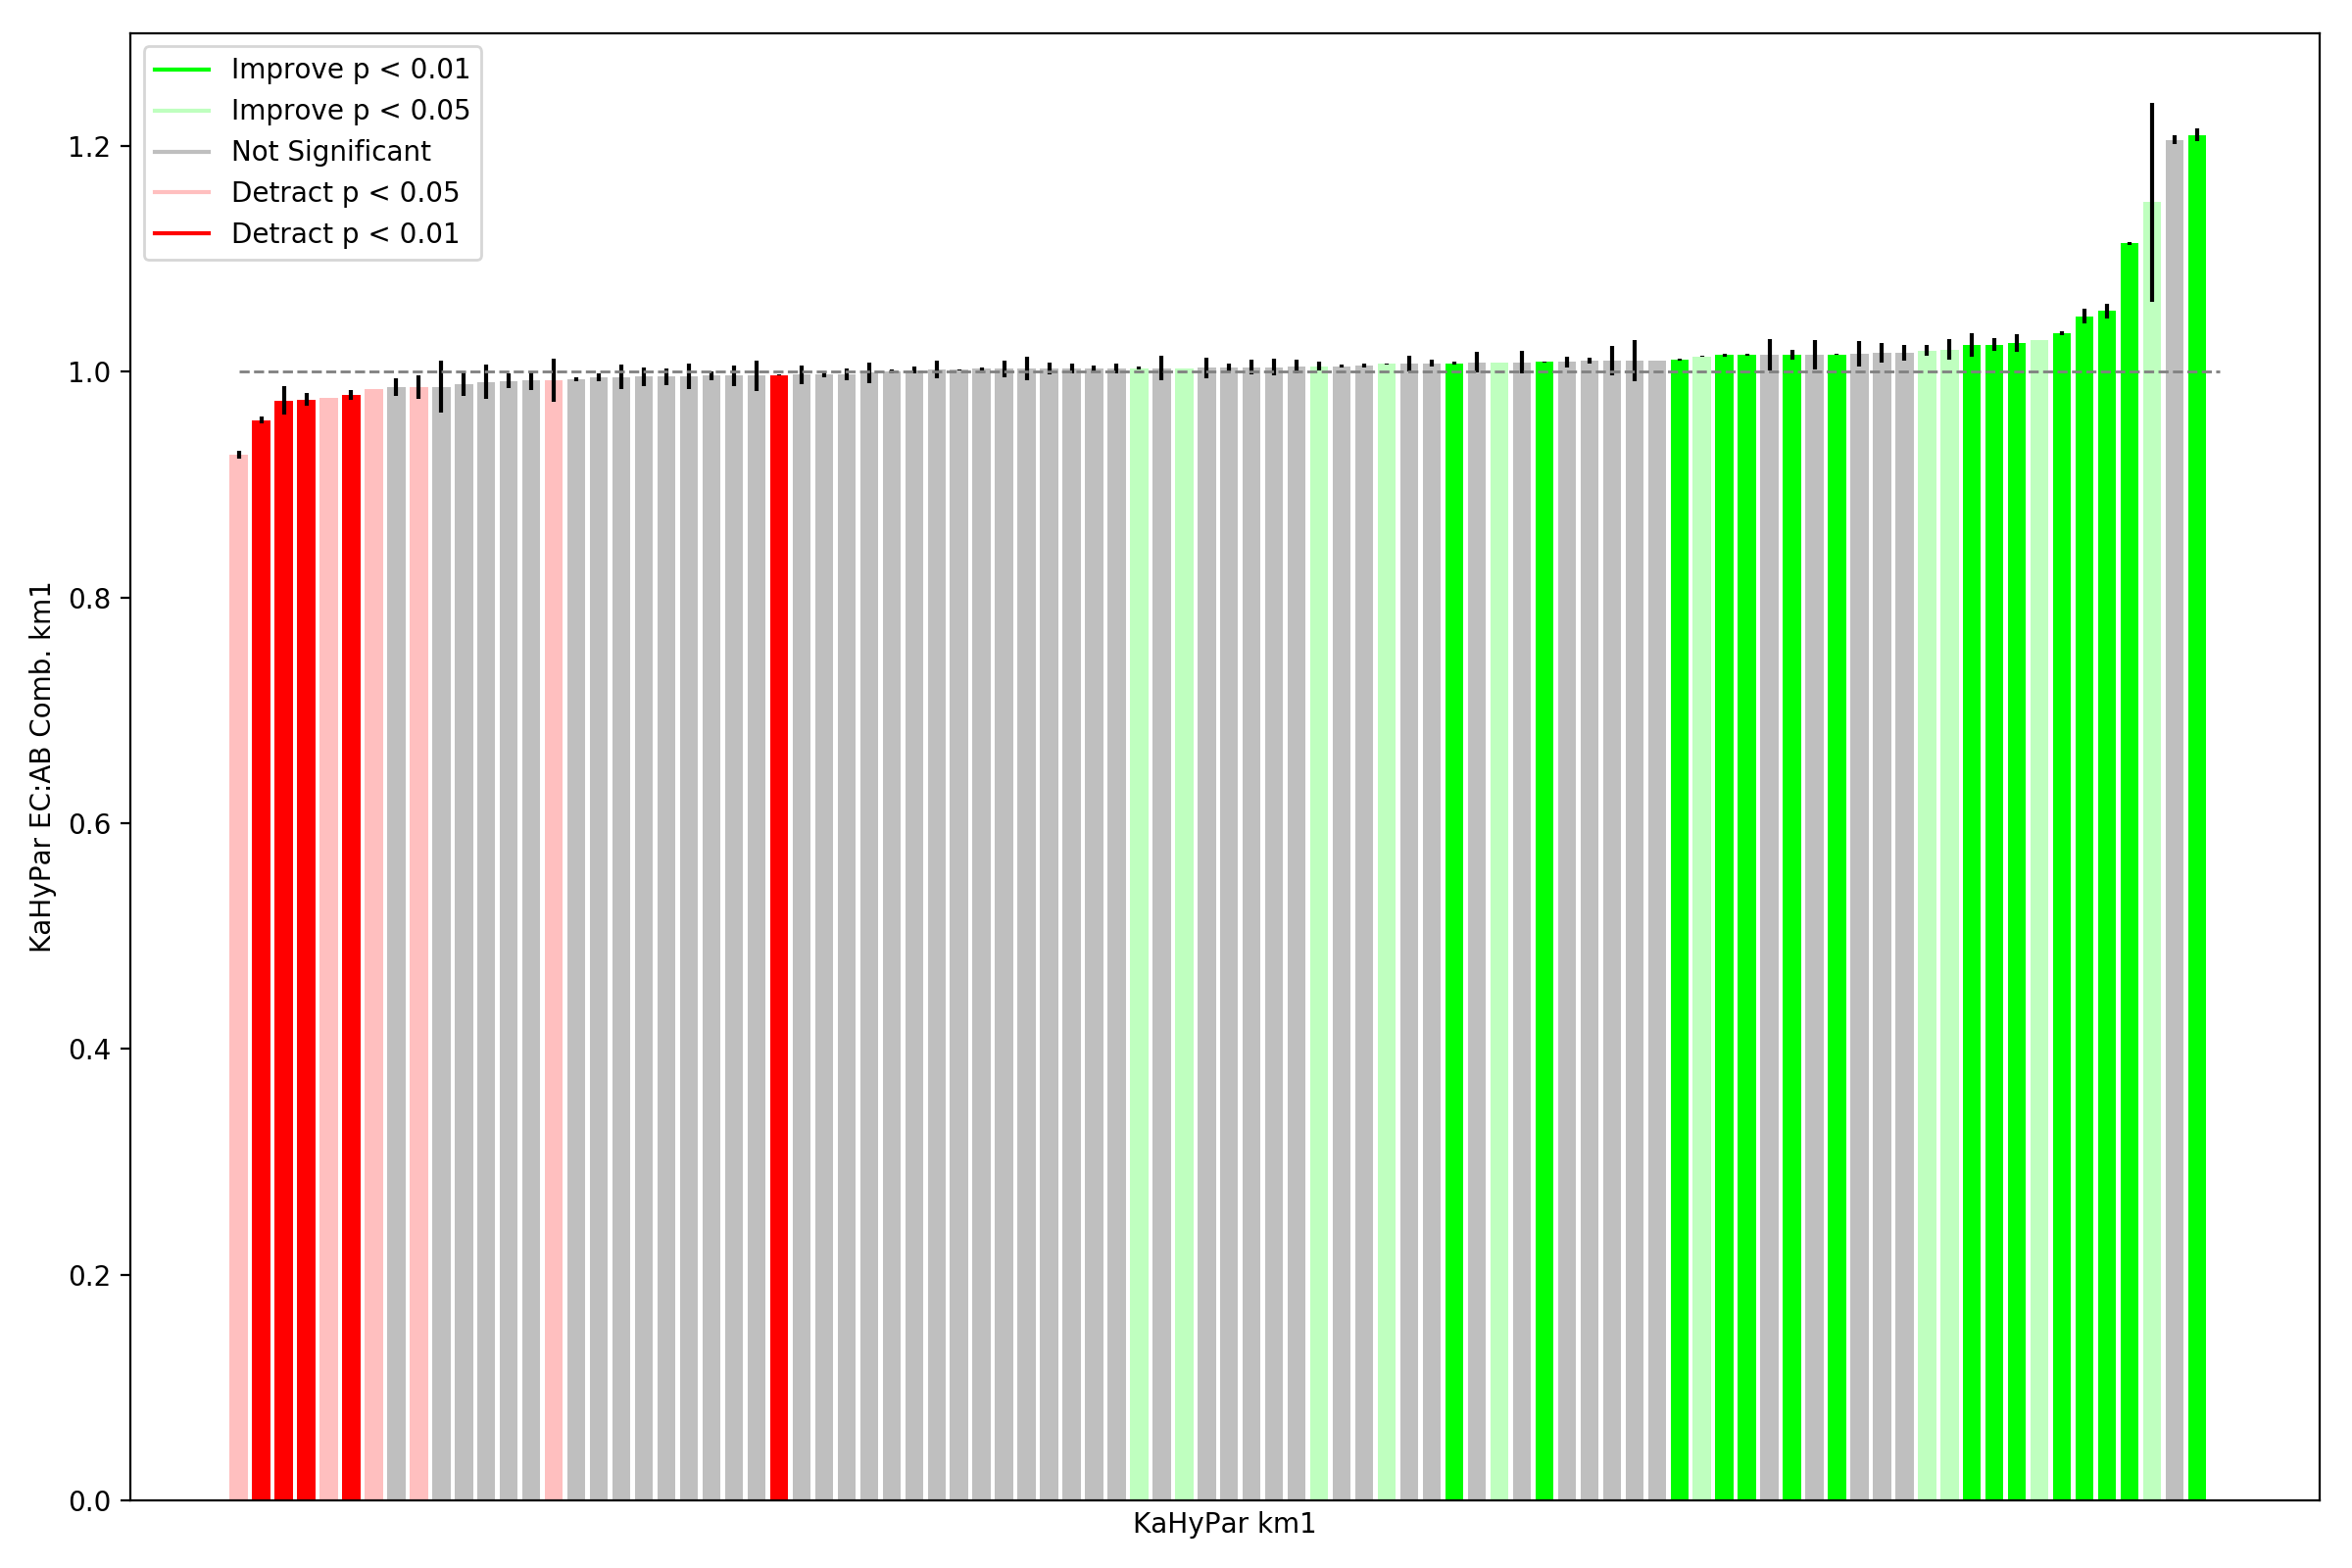 Improve p < 0.01
Improve p < 0.05
Not Significant
Detract p < 0.05
Detract p < 0.01
1.2
1.0
0.8
0.6
0.4
0.2
0.0
KaHyPar EC:AB Comb. km1
KaHyPar km1